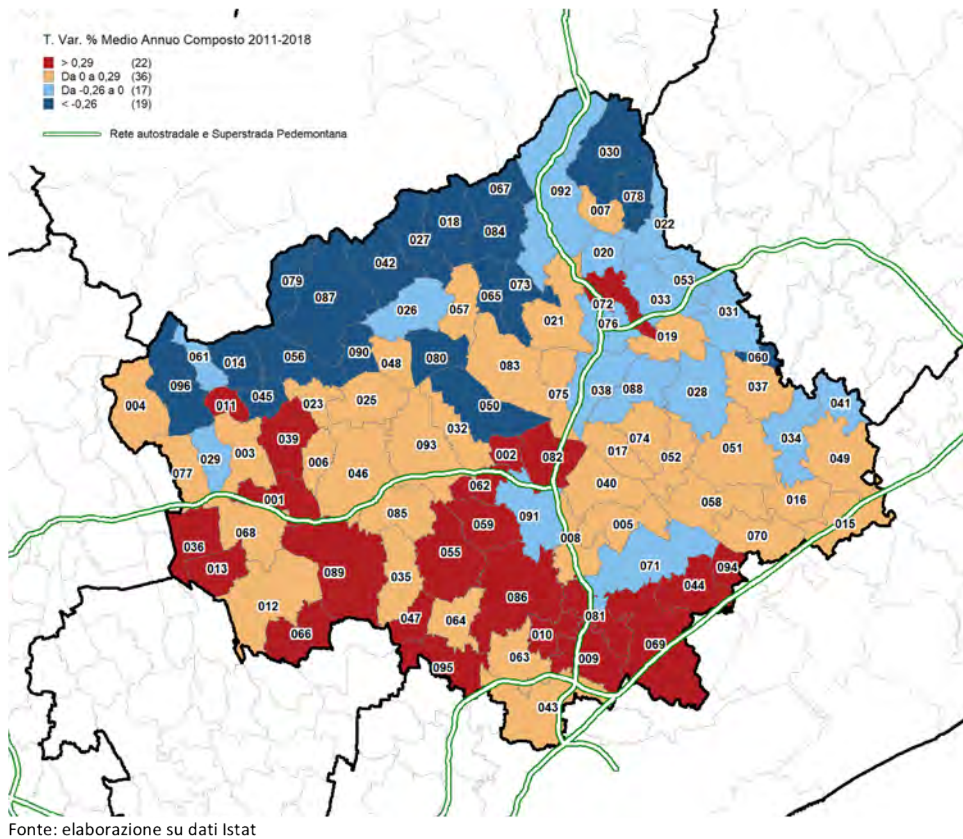 T. Var. % Medio Annuo Composto 2011-2018
> 0,29 (22)
Da 0 a 0,29 (36)
Da -0,26 a 0 (17)
< -0,26 (19)
Rete autostradale e Superstrada Pedemontana
030
067 092 078
018 007 022
027 084 020
042 053
079 087 073 065 072 033 031
026 057 021 076 019
061 014 056 090 048 080 083 060
096 045 075 038 088 028 037
004 011 023 025 050 041
039 032 074 034
029 003 093 002 082 017 052 051 049
077 006 046 062 040 016
001 085 091 058
068 059 008 005 015
036 070
013 089 055 071 094
035 044
012 047 064 086 081
066 010 069
095 063 009
043
Fonte: elaborazione su dati Istat